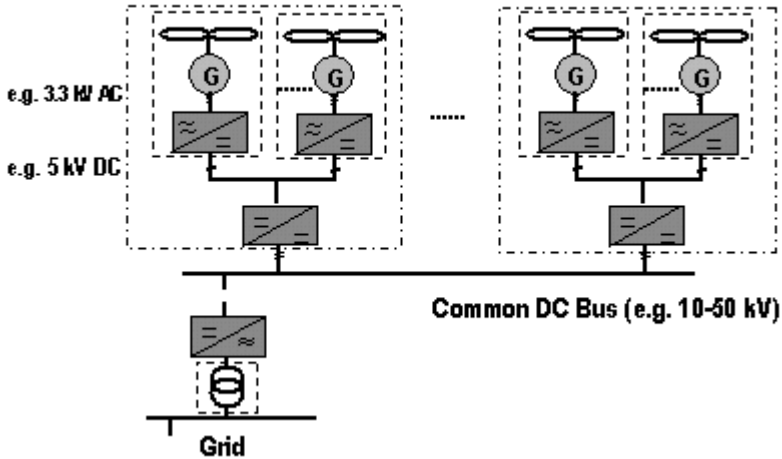 G G G G
e.g. 3.3 kV AC
e.g. 5 kV DC
Common DC Bus (e.g. 10-50 kV)
Grid